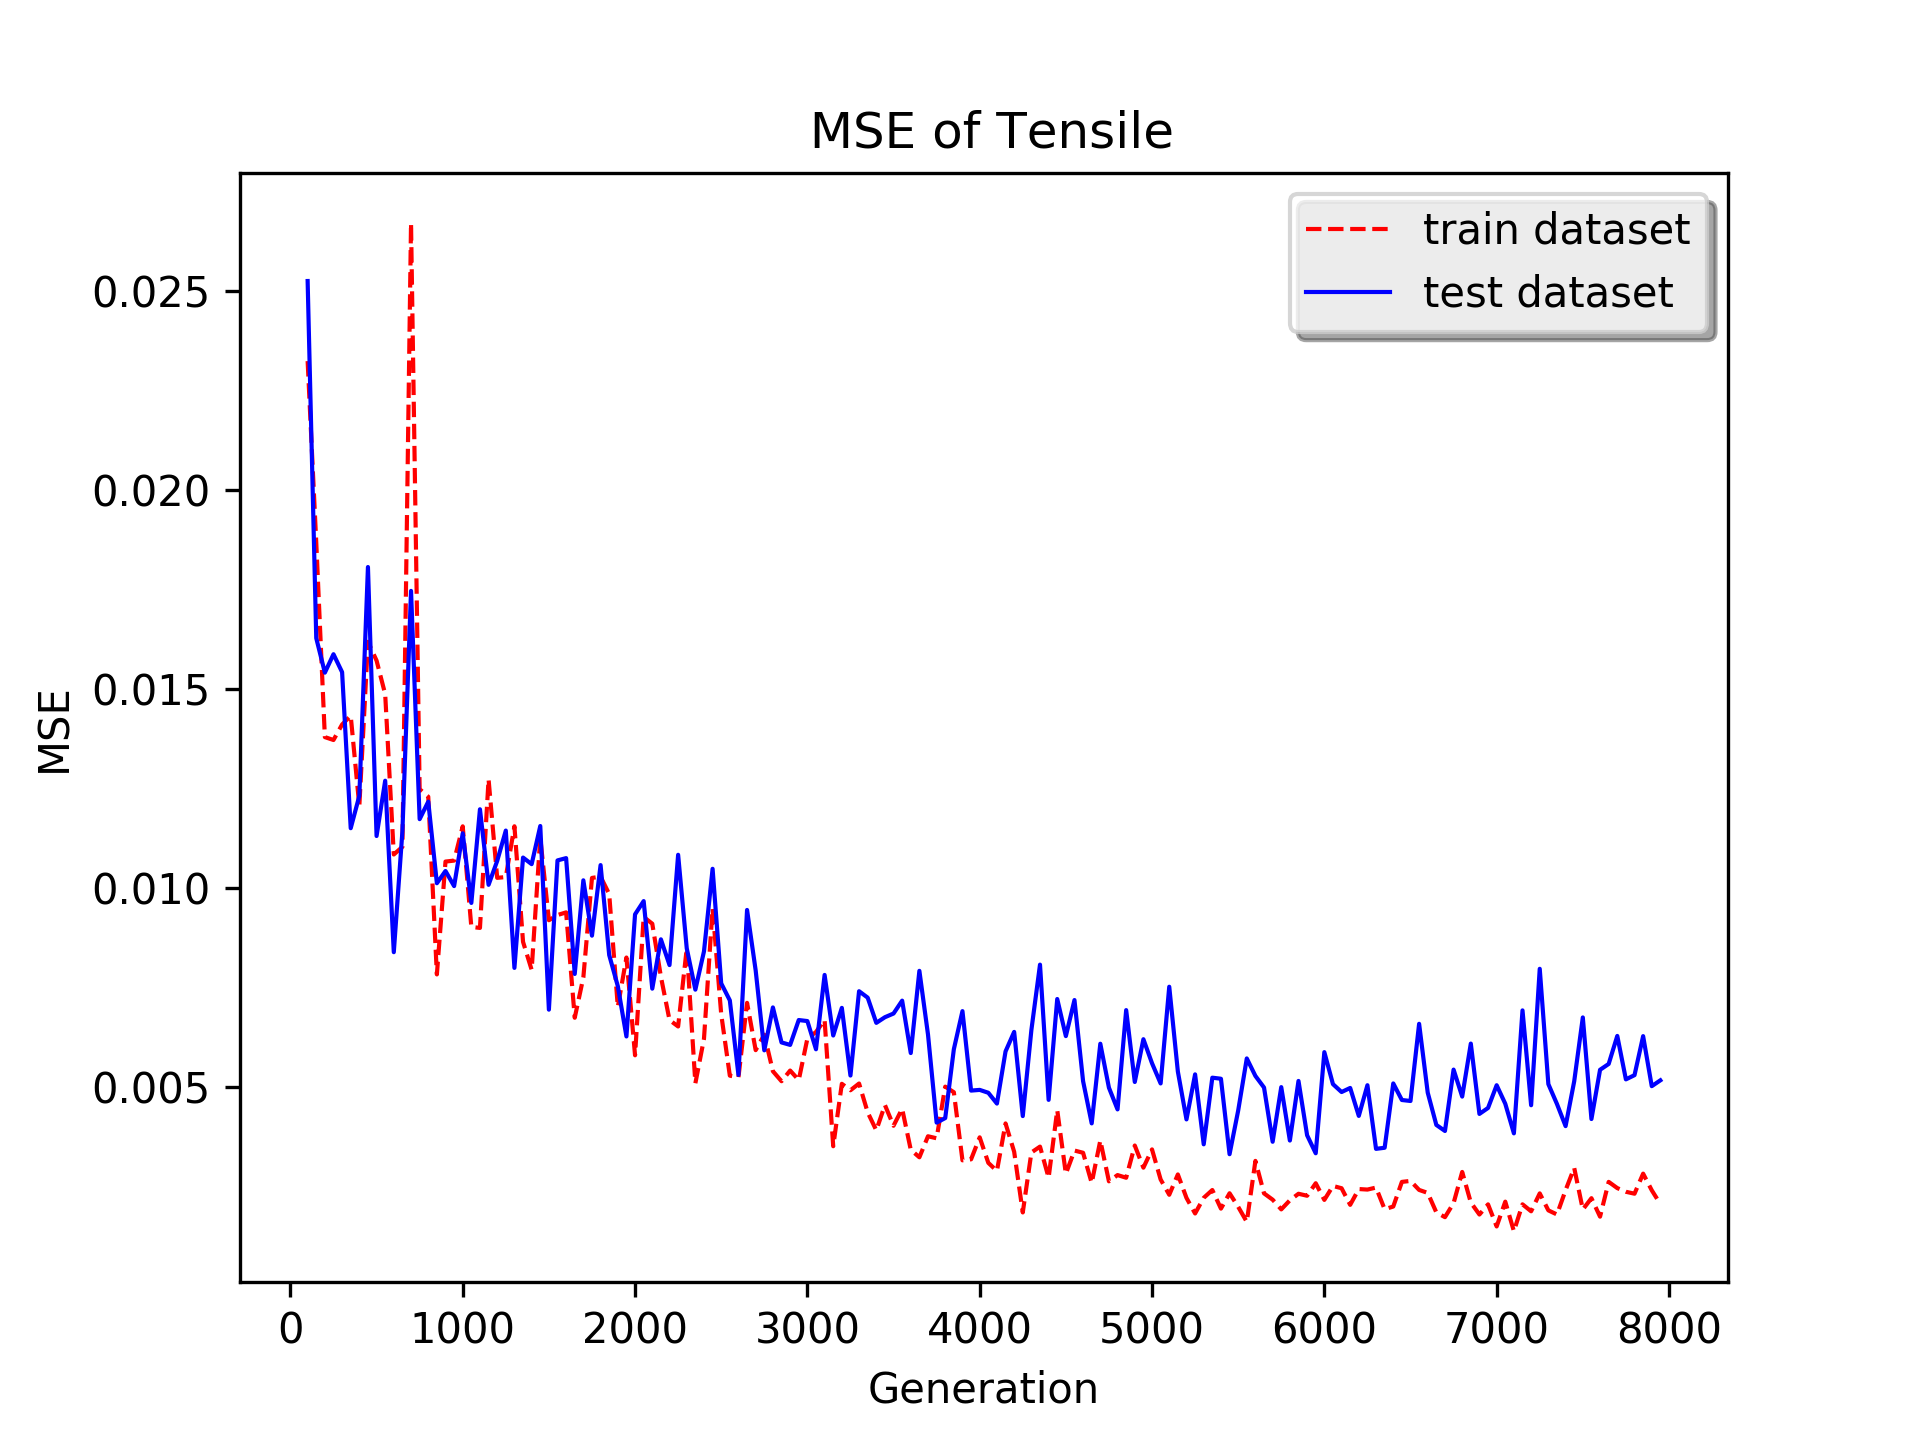 MSE of Tensile
train dataset
test dataset
MSE
0.025
0.020
0.015
0.010
0.005
0 1000 2000 3000 4000 5000 6000 7000 8000
Generation